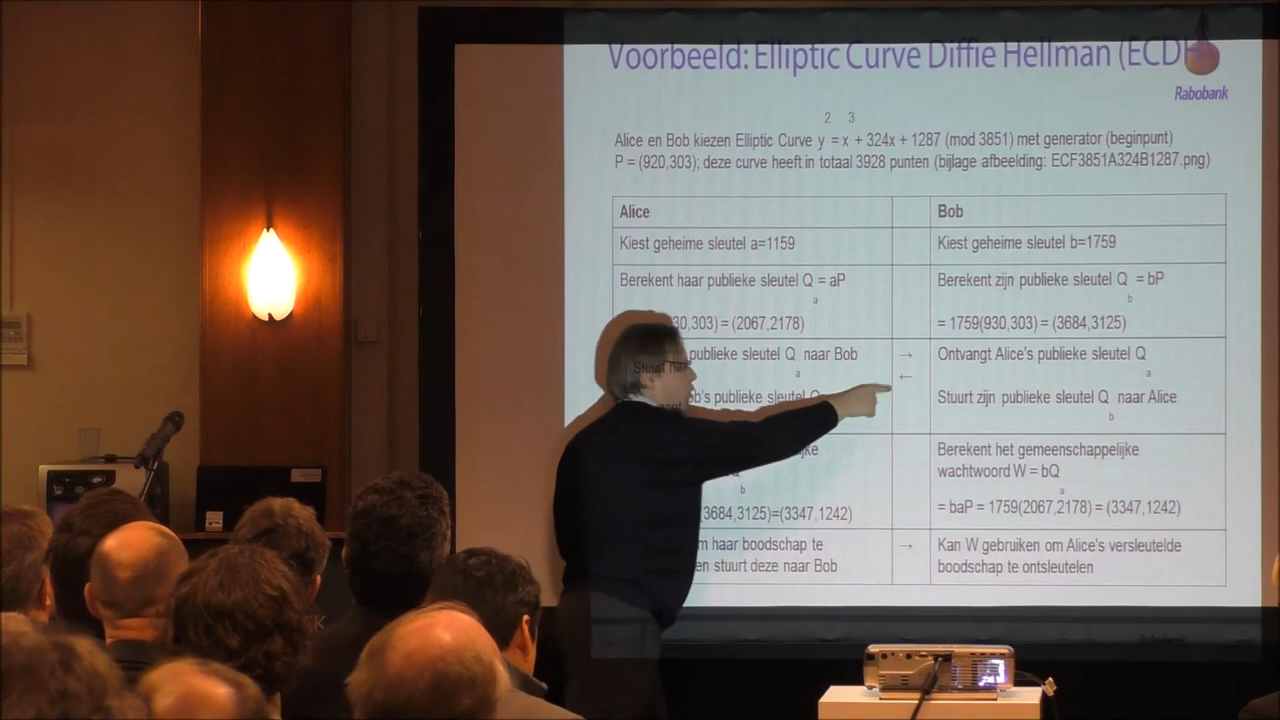 Voorbeeld: Elliptic Curve Diffie Hellman (ECDH
Rabobank
2 3
Alice en Bob kiezen Elliptic Curve y = x + 324x + 1287 (mod 3851) met generator (beginpunt)
P = (920,303); deze curve heeft in totaal 3928 punten (bijlage afbeelding: ECF3851A324B1287.png)
Alice
Bob
Kiest geheime sleutel a=1159
Kiest geheime sleutel b=1759
Berekent haar publieke sleutel Q = aP
a
30,303) = (2067,2178)
Berekent zijn publieke sleutel Q = bP
b
= 1759(930,303) = (3684,3125)
publieke sleutel Q naar Bob
a
b's publieke sleutel
→
←
Ontvangt Alice's publieke sleutel Q
a
Stuurt zijn publieke sleutel Q naar Alice
b
b
3684,3125)=(3347,1242)
Berekent het gemeenschappelijke
wachtwoord W = bQ
a
= baP = 1759(2067,2178) = (3347,1242)
m haar boodschap te
en stuurt deze naar Bob
→
Kan W gebruiken om Alice's versleutelde
boodschap te ontsleutelen